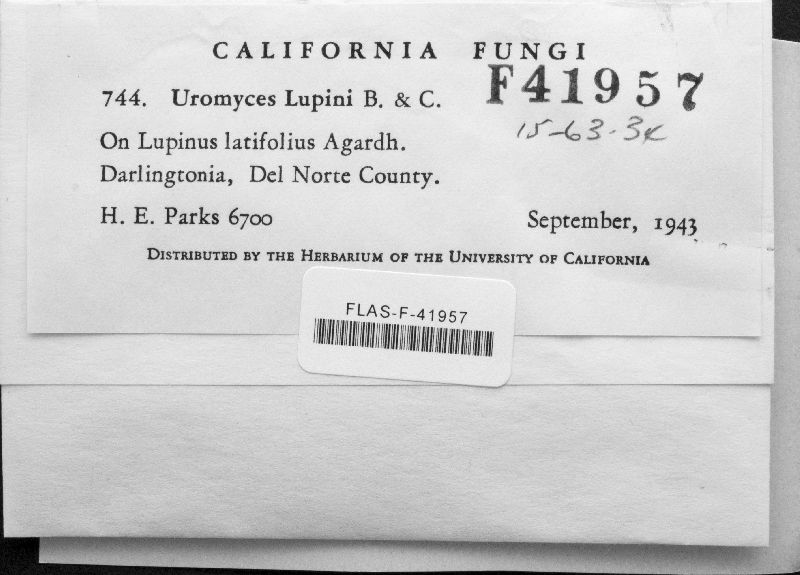 CALIFORNIA FUNGI
744. Uromyces Lupini B. & C.
F41957
15-63-34
On Lupinus latifolius Agardh.
Darlingtonia, Del Norte County.
H. E. Parks 6700
September, 1943
DISTRIBUTED BY THE HERBARIUM OF THE UNIVERSITY OF CALIFORNIA
FLAS-F-41957